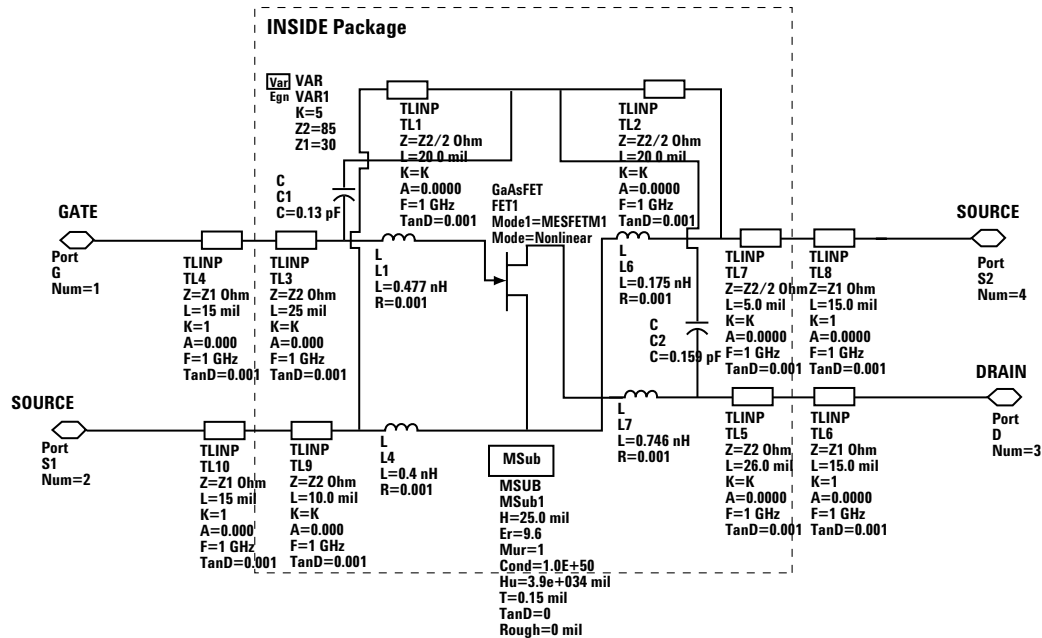 INSIDE Package
Var
Egn
VAR
VAR1
K=5
Z2=85
Z1=30
TLINP
TL1
Z=Z2/2 Ohm
L=20 0 mil
K=K
A=0.0000
F=1 GHz
TanD=0.001
TLINP
TL2
Z=Z2/2 Ohm
L=20.0 mil
K=K
A=0.0000
F=1 GHz
TanD=0.001
C
C1
C=0.13 pF
GaAsFET
FET1
Mode1=MESFETM1
Mode=Nonlinear
GATE
Port
G
Num=1
TLINP
TL4
Z=Z1 Ohm
L=15 mil
K=1
A=0.000
F=1 GHz
TanD=0.001
TLINP
TL3
Z=Z2 Ohm
L=25 mil
K=K
A=0.000
F=1 GHz
TanD=0.001
L
L1
L=0.477 nH
R=0.001
L
L6
L=0.175 nH
R=0.001
TLINP
TL7
Z=Z2/2 Ohm
L=5.0 mil
K=K
A=0.0000
F=1 GHz
TanD=0.001
TLINP
TL8
Z=Z1 Ohm
L=15.0 mil
K=1
A=0.0000
F=1 GHz
TanD=0.001
SOURCE
Port
S2
Num=4
C
C2
C=0.159 pF
SOURCE
Port
S1
Num=2
TLINP
TL10
Z=Z1 Ohm
L=15 mil
K=1
A=0.000
F=1 GHz
TanD=0.001
TLINP
TL9
Z=Z2 Ohm
L=10.0 mil
K=K
A=0.000
F=1 GHz
TanD=0.001
L
L4
L=0.4 nH
R=0.001
MSub
MSUB
MSub1
H=25.0 mil
Er=9.6
Mur=1
Cond=1.0E+50
Hu=3.9e+034 mil
T=0.15 mil
TanD=0
Rough=0 mil
L
L7
L=0.746 nH
R=0.001
TLINP
TL5
Z=Z2 Ohm
L=26.0 mil
K=K
A=0.0000
F=1 GHz
TanD=0.001
TLINP
TL6
Z=Z1 Ohm
L=15.0 mil
K=1
A=0.0000
F=1 GHz
TanD=0.001
DRAIN
Port
D
Num=3